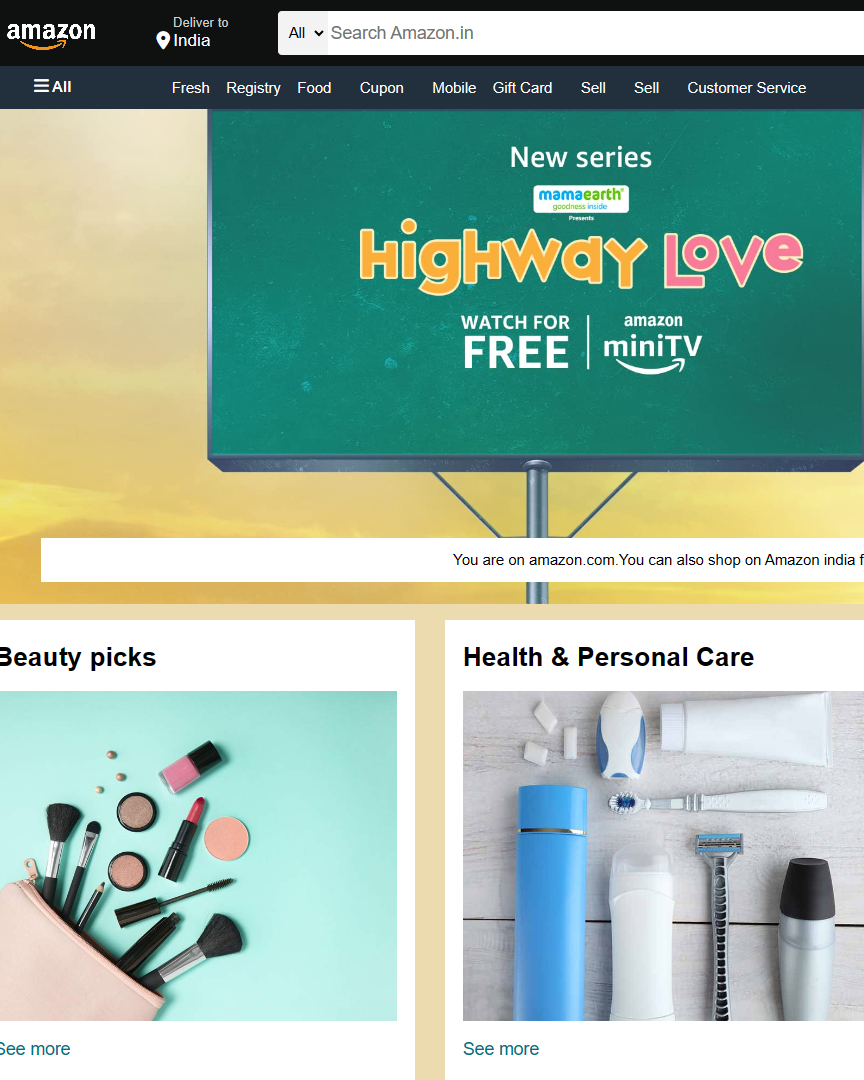 amazon
Deliver to
India
All
Search Amazon.in
All
Fresh Registry Food Cupon Mobile Gift Card Sell Sell Customer Service
New series
mamaearth
goodness inside
Presents
Highway Love
WATCH FOR
FREE
amazon
miniTV
You are on amazon.com.You can also shop on Amazon india f
Beauty picks
Health & Personal Care
See more
See more